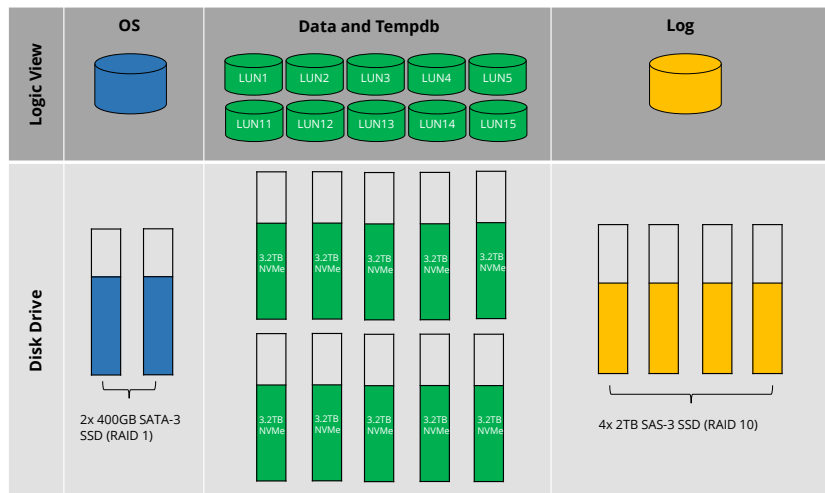 OS
Data and Tempdb
Log
Logic View
LUN1
LUN2
LUN3
LUN4
LUN5
LUN11
LUN12
LUN13
LUN14
LUN15
Disk Drive
3.2TB
NVMe
3.2TB
NVMe
3.2TB
NVMe
3.2TB
NVMe
3.2TB
NVMe
3.2TB
NVMe
3.2TB
NVMe
3.2TB
NVMe
3.2TB
NVMe
3.2TB
NVMe
2x 400GB SATA-3
SSD (RAID 1)
4x 2TB SAS-3 SSD (RAID 10)